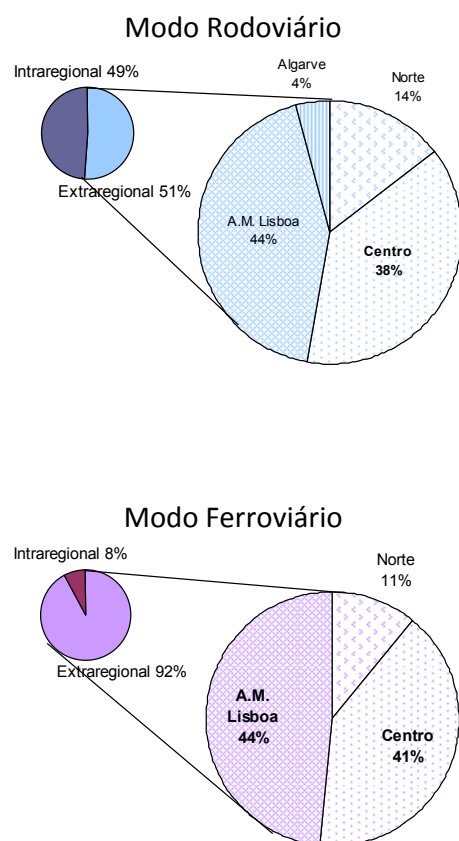 Modo Rodoviário
Intraregional 49%
Extraregional 51%
Algarve
4%
Norte
14%
A.M. Lisboa
44%
Centro
38%
Modo Ferroviário
Intraregional 8%
Extraregional 92%
Norte
11%
A.M.
Lisboa
44%
Centro
41%